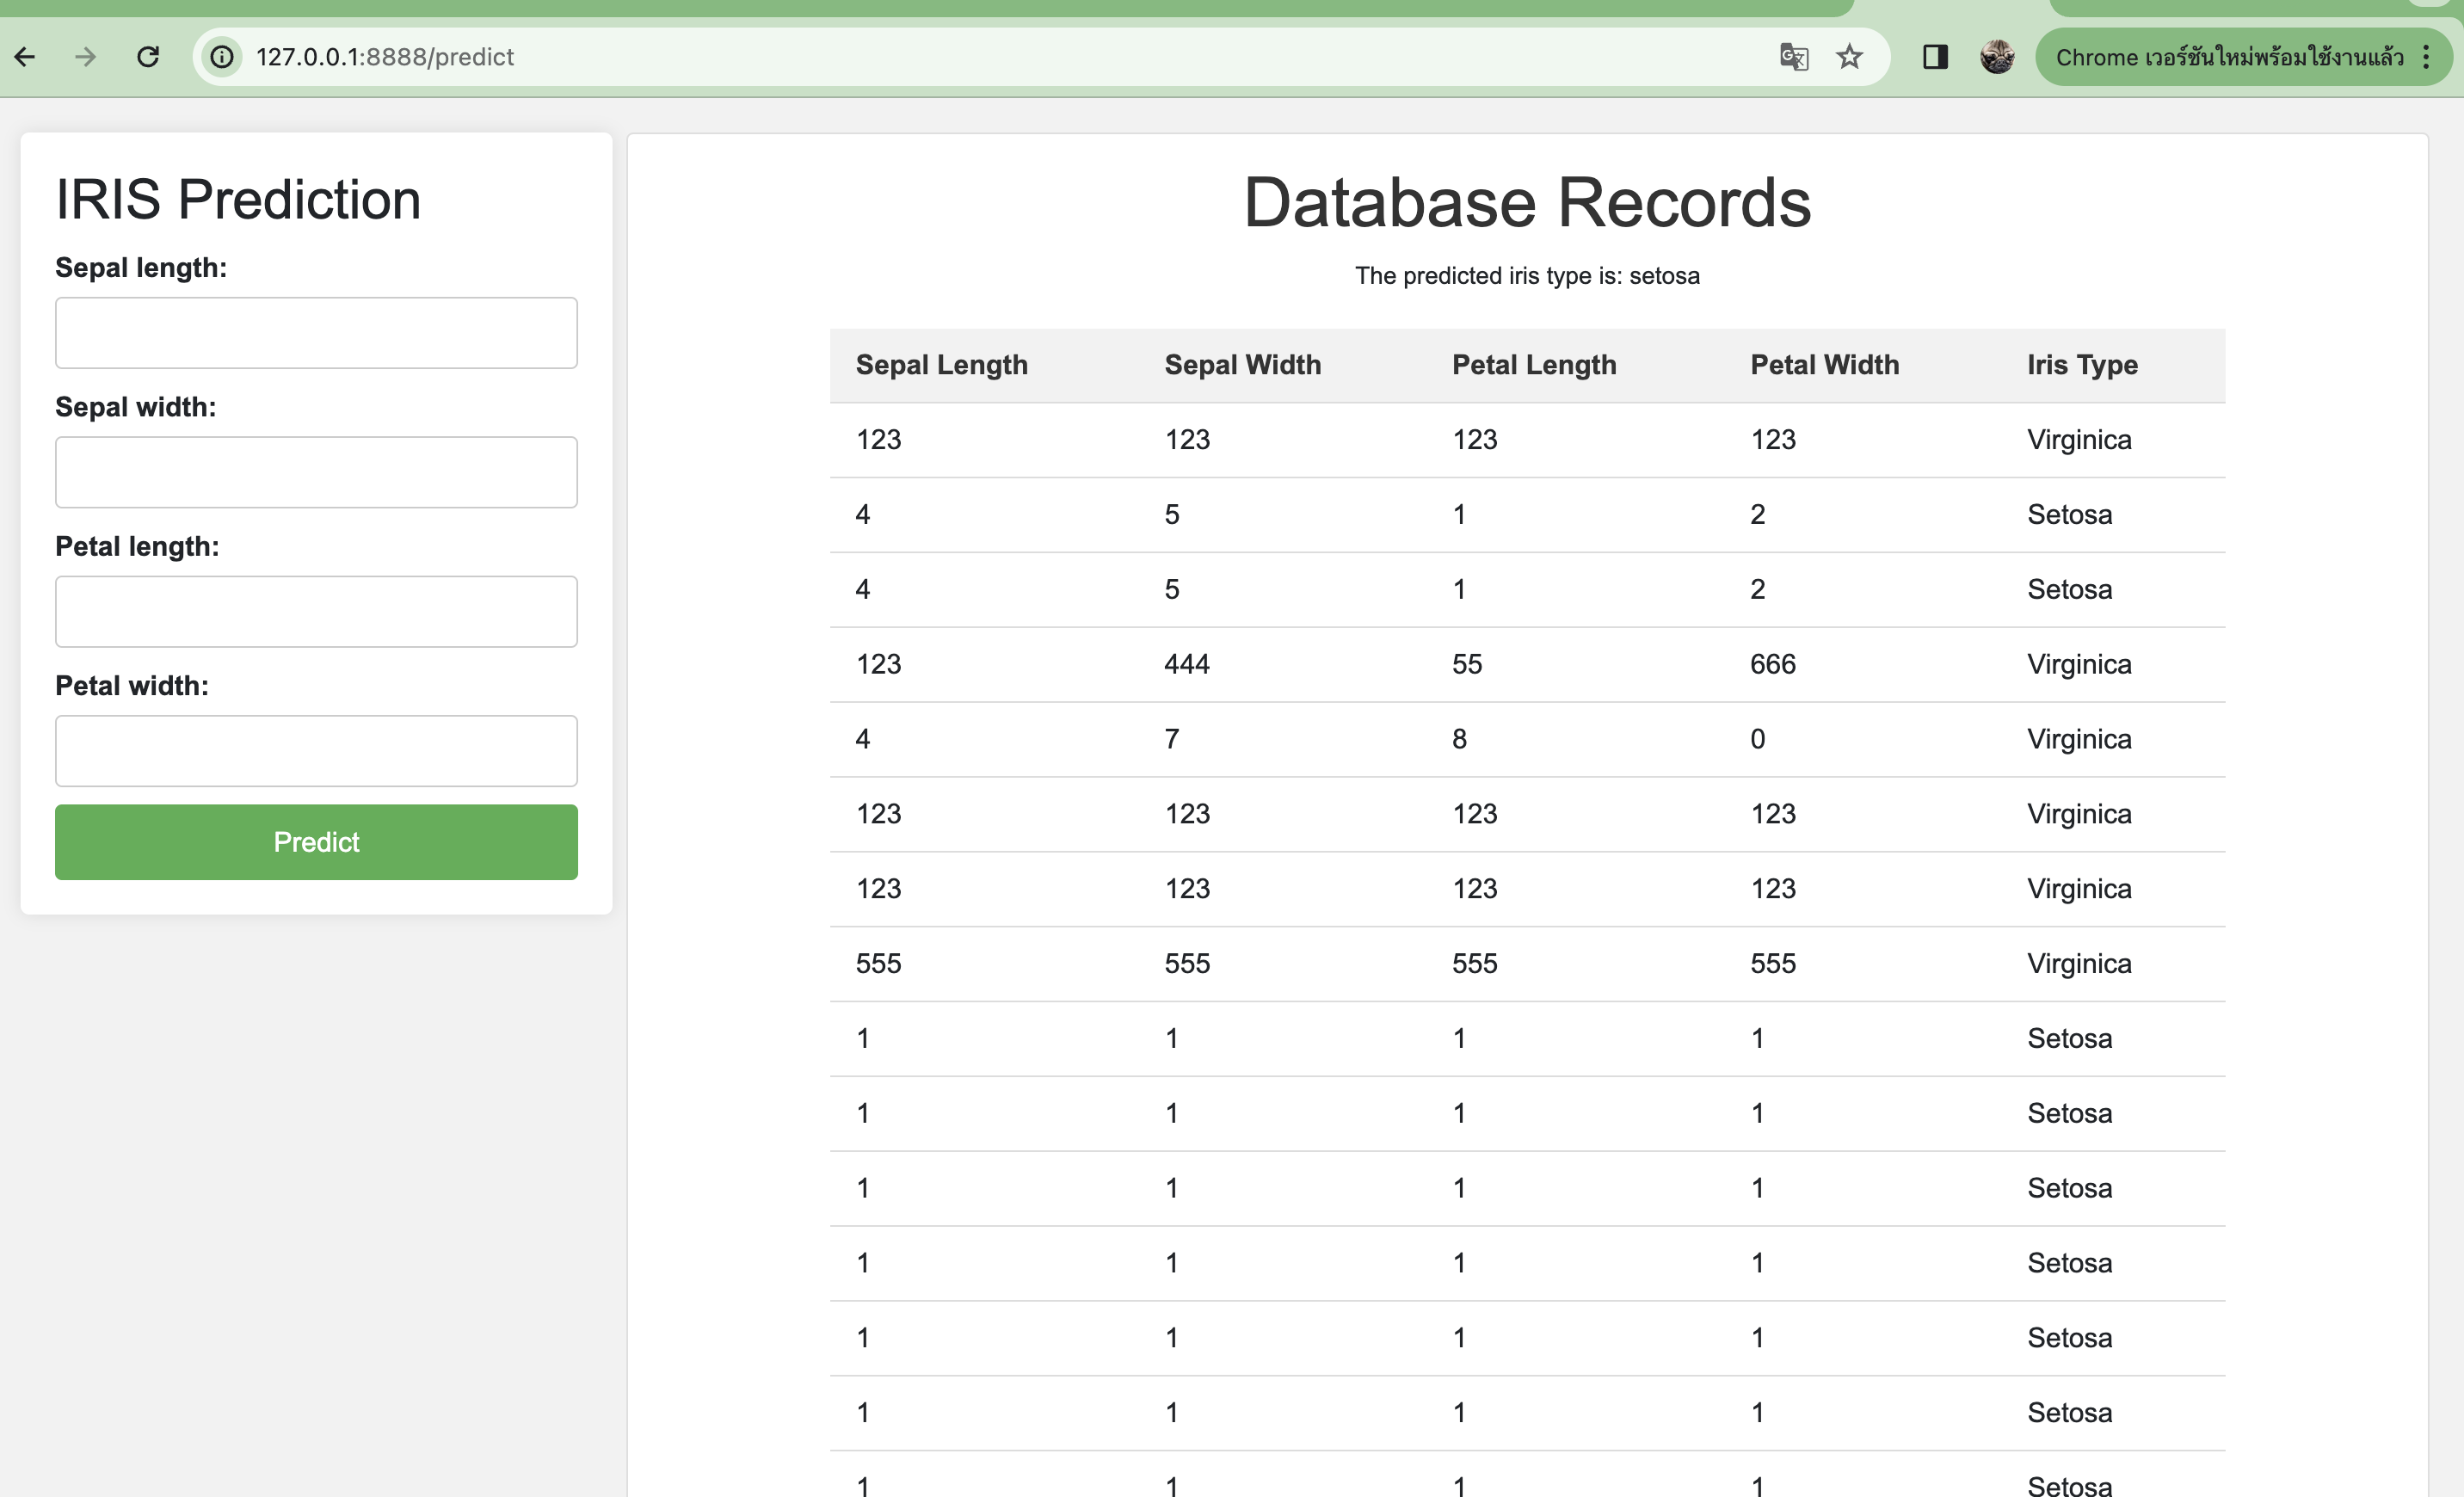 127.0.0.1:8888/predict
Chrome เวอร์ชันใหม่พร้อมใช้งานแล้ว
IRIS Prediction
Sepal length:
Sepal width:
Petal length:
Petal width:
Predict
Database Records
The predicted iris type is: setosa
Sepal Length Sepal Width Petal Length Petal Width Iris Type
123 123 123 123 Virginica
4 5 1 2 Setosa
4 5 1 2 Setosa
123 444 55 666 Virginica
4 7 8 0 Virginica
123 123 123 123 Virginica
123 123 123 123 Virginica
555 555 555 555 Virginica
1 1 1 1 Setosa
1 1 1 1 Setosa
1 1 1 1 Setosa
1 1 1 1 Setosa
1 1 1 1 Setosa
1 1 1 1 Setosa
1 1 1 1 Setosa